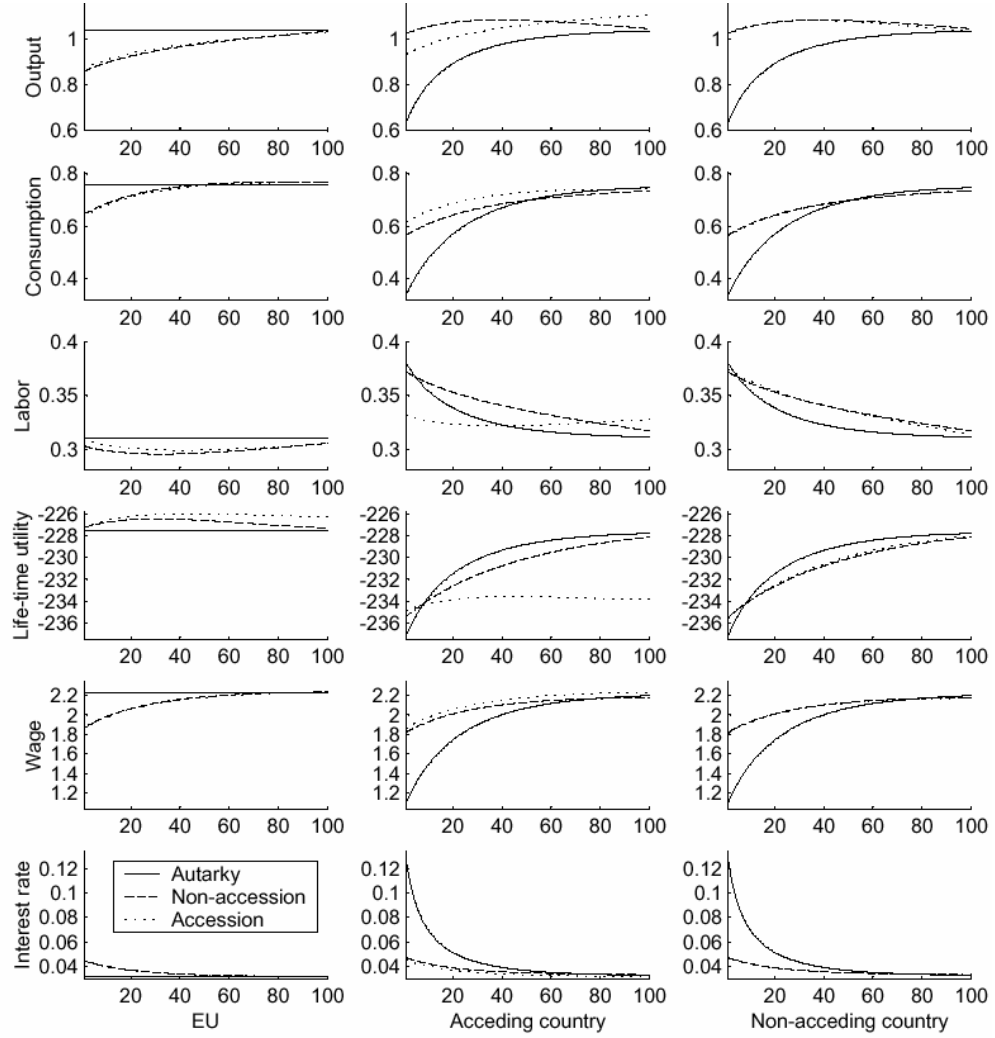 Output
1
0.8
0.6
20 40 60 80 100
1
0.8
0.6
20 40 60 80 100
1
0.8
0.6
20 40 60 80 100
Consumption
0.8
0.6
0.4
20 40 60 80 100
0.8
0.6
0.4
20 40 60 80 100
0.8
0.6
0.4
20 40 60 80 100
Labor
0.4
0.35
0.3
20 40 60 80 100
0.4
0.35
0.3
20 40 60 80 100
0.4
0.35
0.3
20 40 60 80 100
Life-time utility
-226
-228
-230
-232
-234
-236
20 40 60 80 100
-226
-228
-230
-232
-234
-236
20 40 60 80 100
-226
-228
-230
-232
-234
-236
20 40 60 80 100
Wage
2.2
2
1.8
1.6
1.4
1.2
20 40 60 80 100
2.2
2
1.8
1.6
1.4
1.2
20 40 60 80 100
2.2
2
1.8
1.6
1.4
1.2
20 40 60 80 100
Interest rate
0.12
0.1
0.08
0.06
0.04
Autarky
Non-accession
Accession
20 40 60 80 100
EU
0.12
0.1
0.08
0.06
0.04
20 40 60 80 100
Acceding country
0.12
0.1
0.08
0.06
0.04
20 40 60 80 100
Non-acceding country